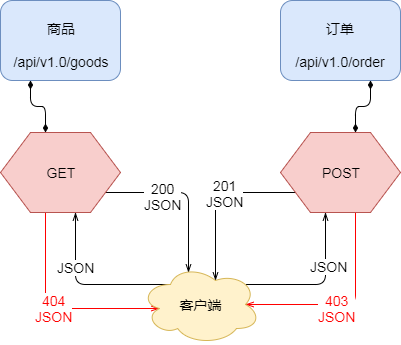 商品
/api/v1.0/goods
订单
/api/v1.0/order
GET
POST
200
JSON
201
JSON
JSON
JSON
客户端
404
JSON
403
JSON